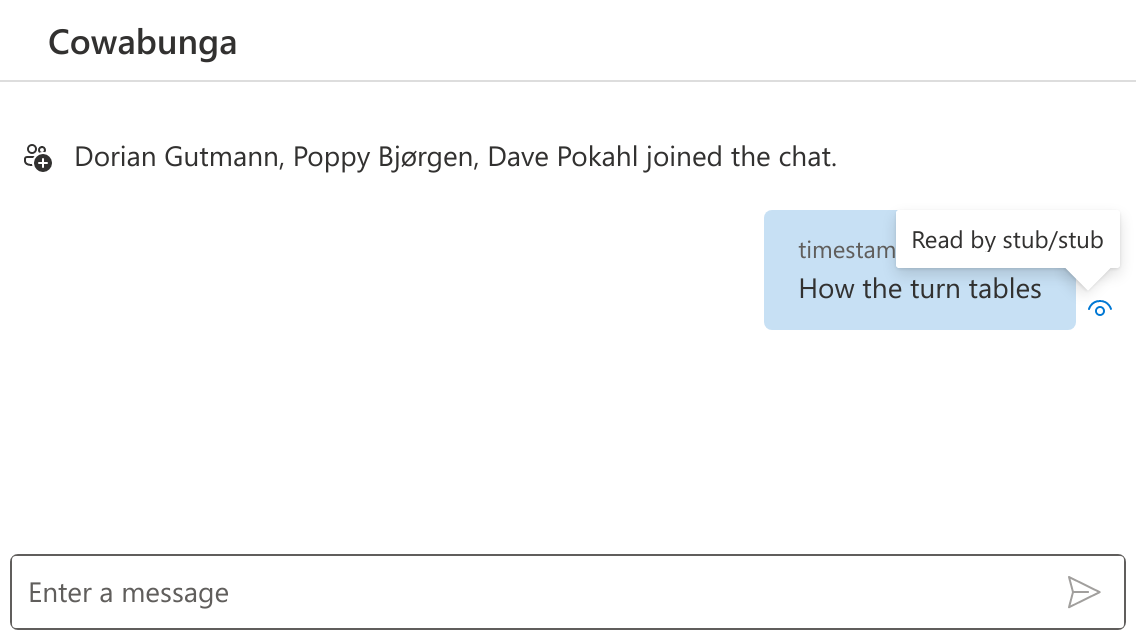 Cowabunga
Dorian Gutmann, Poppy Bjørgen, Dave Pokahl joined the chat.
Read by stub/stub
How the turn tables
Enter a message